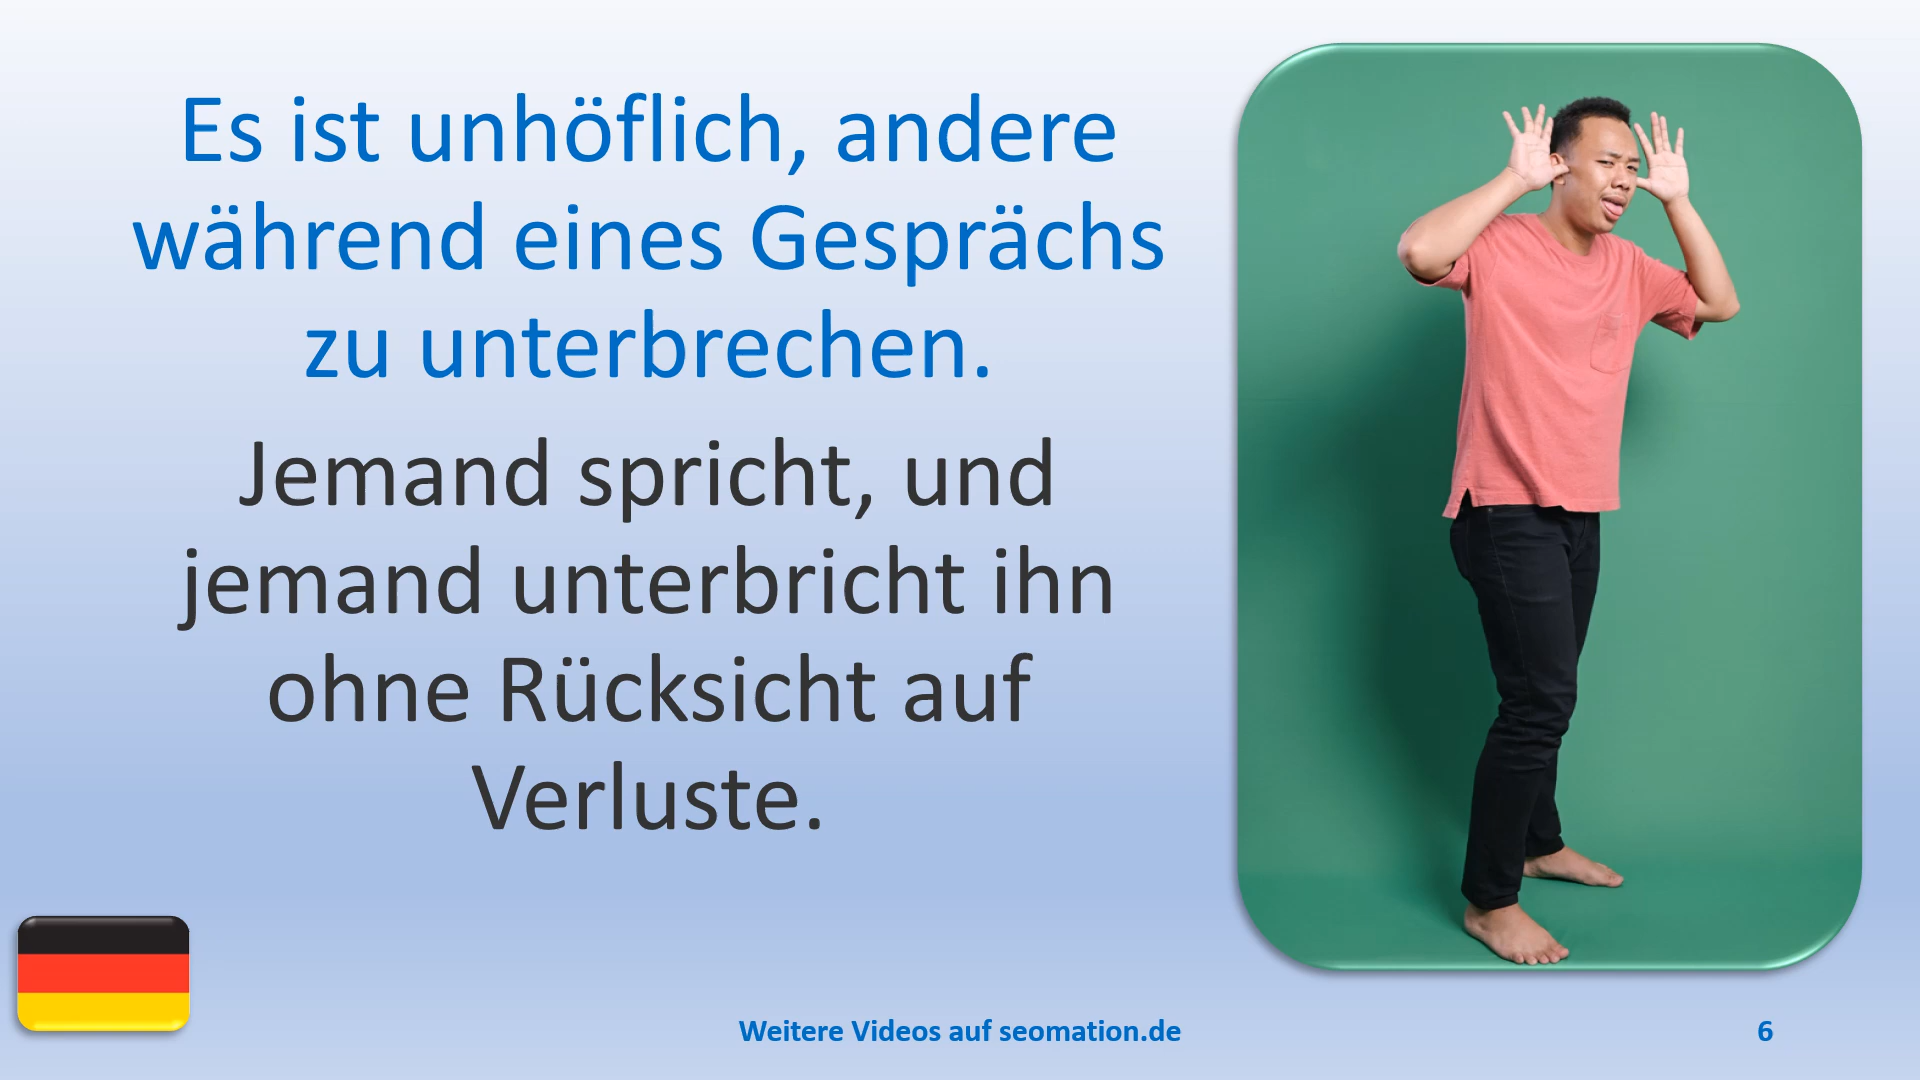 Es ist unhöflich, andere
während eines Gesprächs
zu unterbrechen.
Jemand spricht, und
jemand unterbricht ihn
ohne Rücksicht auf
Verluste.
Weitere Videos auf seomation.de
6